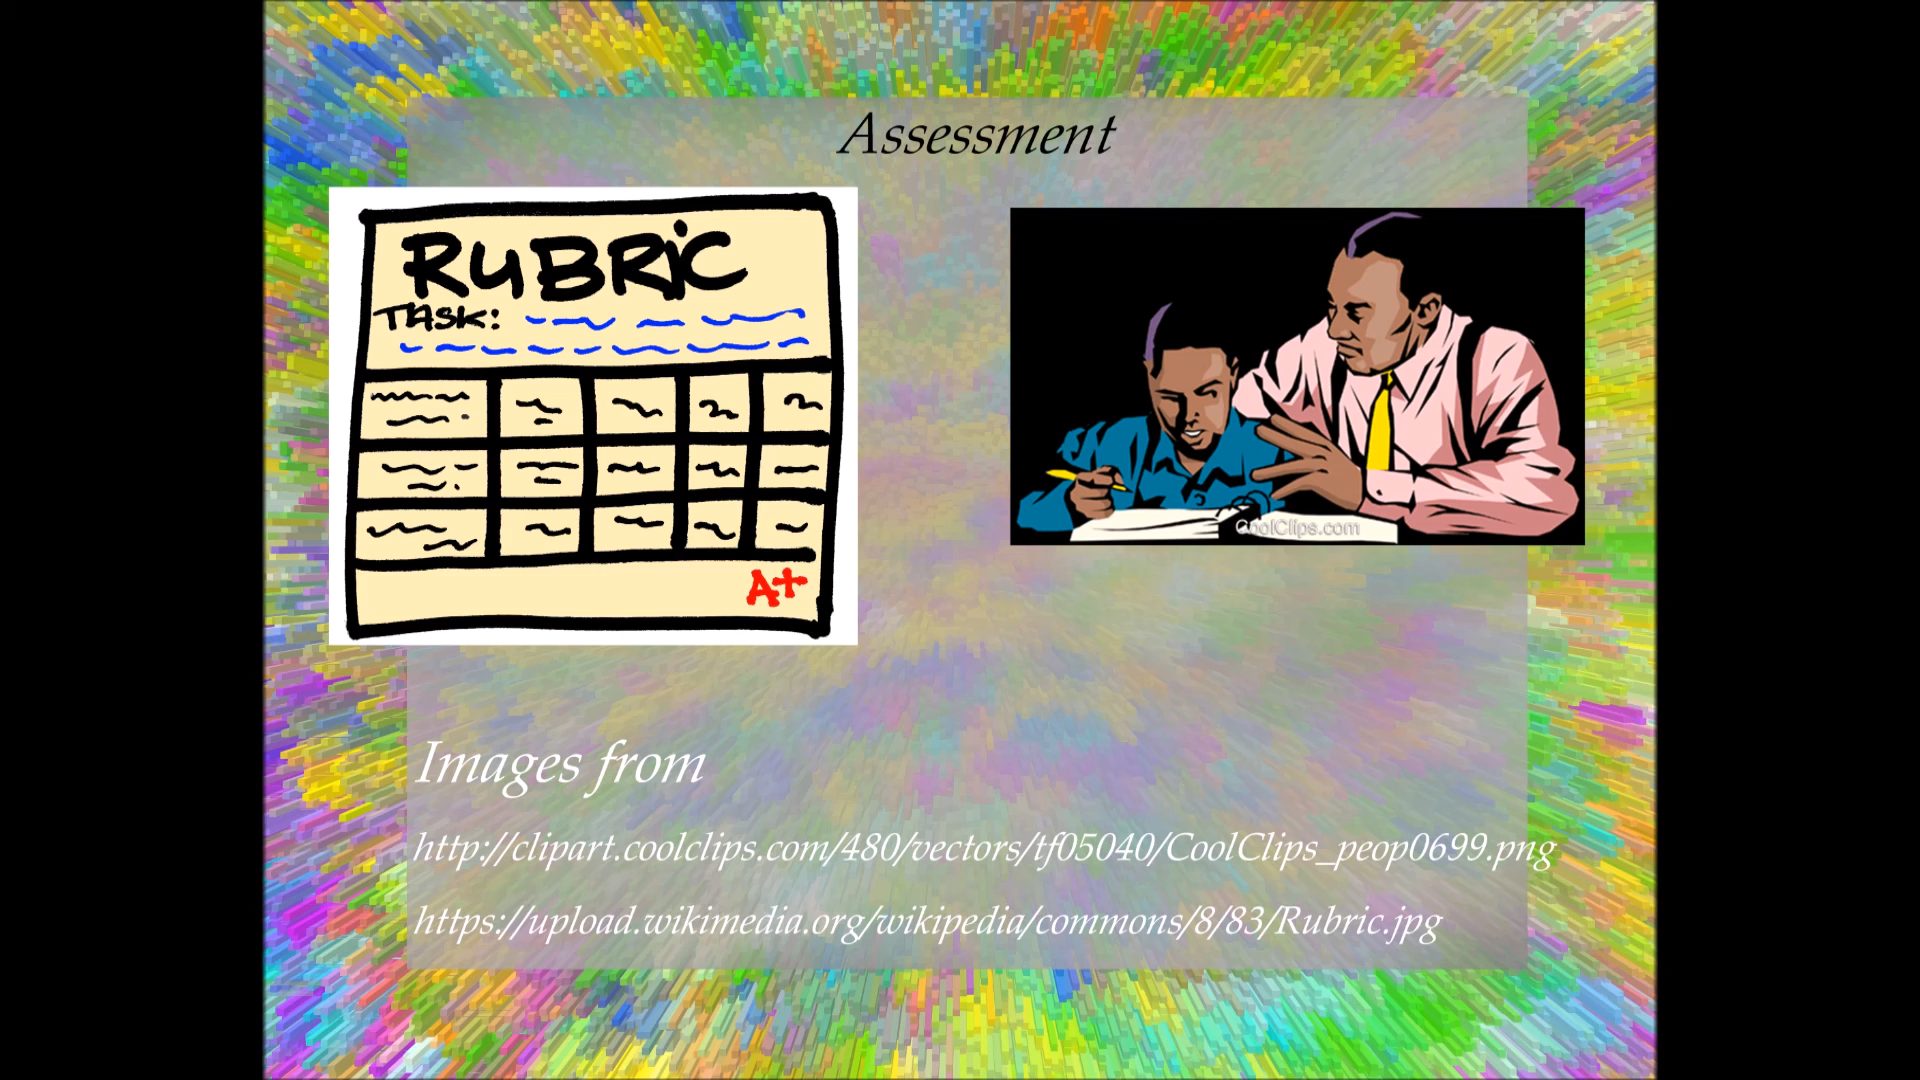 Assessment
RUBRiC
TASK:
A+
CoolClips.com
Images from
http://clipart.coolclips.com/480/vectors/tf05040/CoolClips_peop0699.png
https://upload.wikimedia.org/wikipedia/commons/8/83/Rubric.jpg